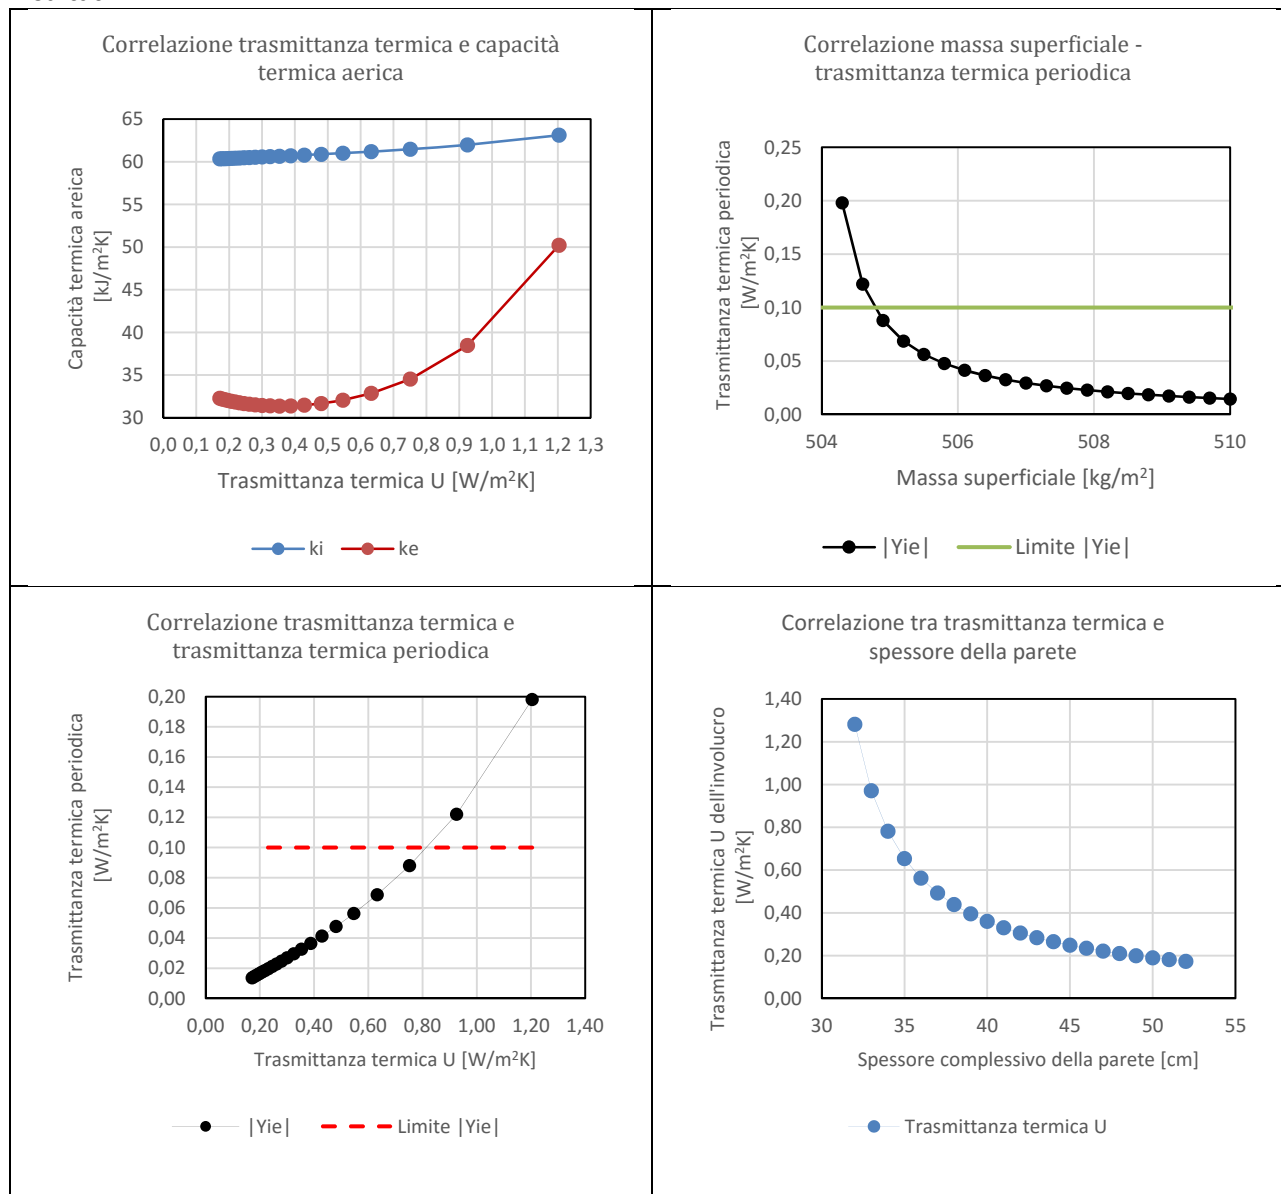 Correlazione trasmittanza termica e capacità
termica aerica
Capacità termica areica
[kJ/m²K]
65
60
55
50
45
40
35
30
0,0 0,1 0,2 0,3 0,4 0,5 0,6 0,7 0,8 0,9 1,0 1,1 1,2 1,3
Trasmittanza termica U [W/m²K]
ki ke
Correlazione massa superficiale -
trasmittanza termica periodica
Trasmittanza termica periodica
[W/m²K]
0,25
0,20
0,15
0,10
0,05
0,00
504 506 508 510
Massa superficiale [kg/m²]
|Yie| Limite |Yie|
Correlazione trasmittanza termica e
trasmittanza termica periodica
Trasmittanza termica periodica
[W/m²K]
0,20
0,18
0,16
0,14
0,12
0,10
0,08
0,06
0,04
0,02
0,00
0,00 0,20 0,40 0,60 0,80 1,00 1,20 1,40
Trasmittanza termica U [W/m²K]
|Yie| Limite |Yie|
Correlazione tra trasmittanza termica e
spessore della parete
Trasmittanza termica U dell'involucro
[W/m²K]
1,40
1,20
1,00
0,80
0,60
0,40
0,20
0,00
30 35 40 45 50 55
Spessore complessivo della parete [cm]
Trasmittanza termica U